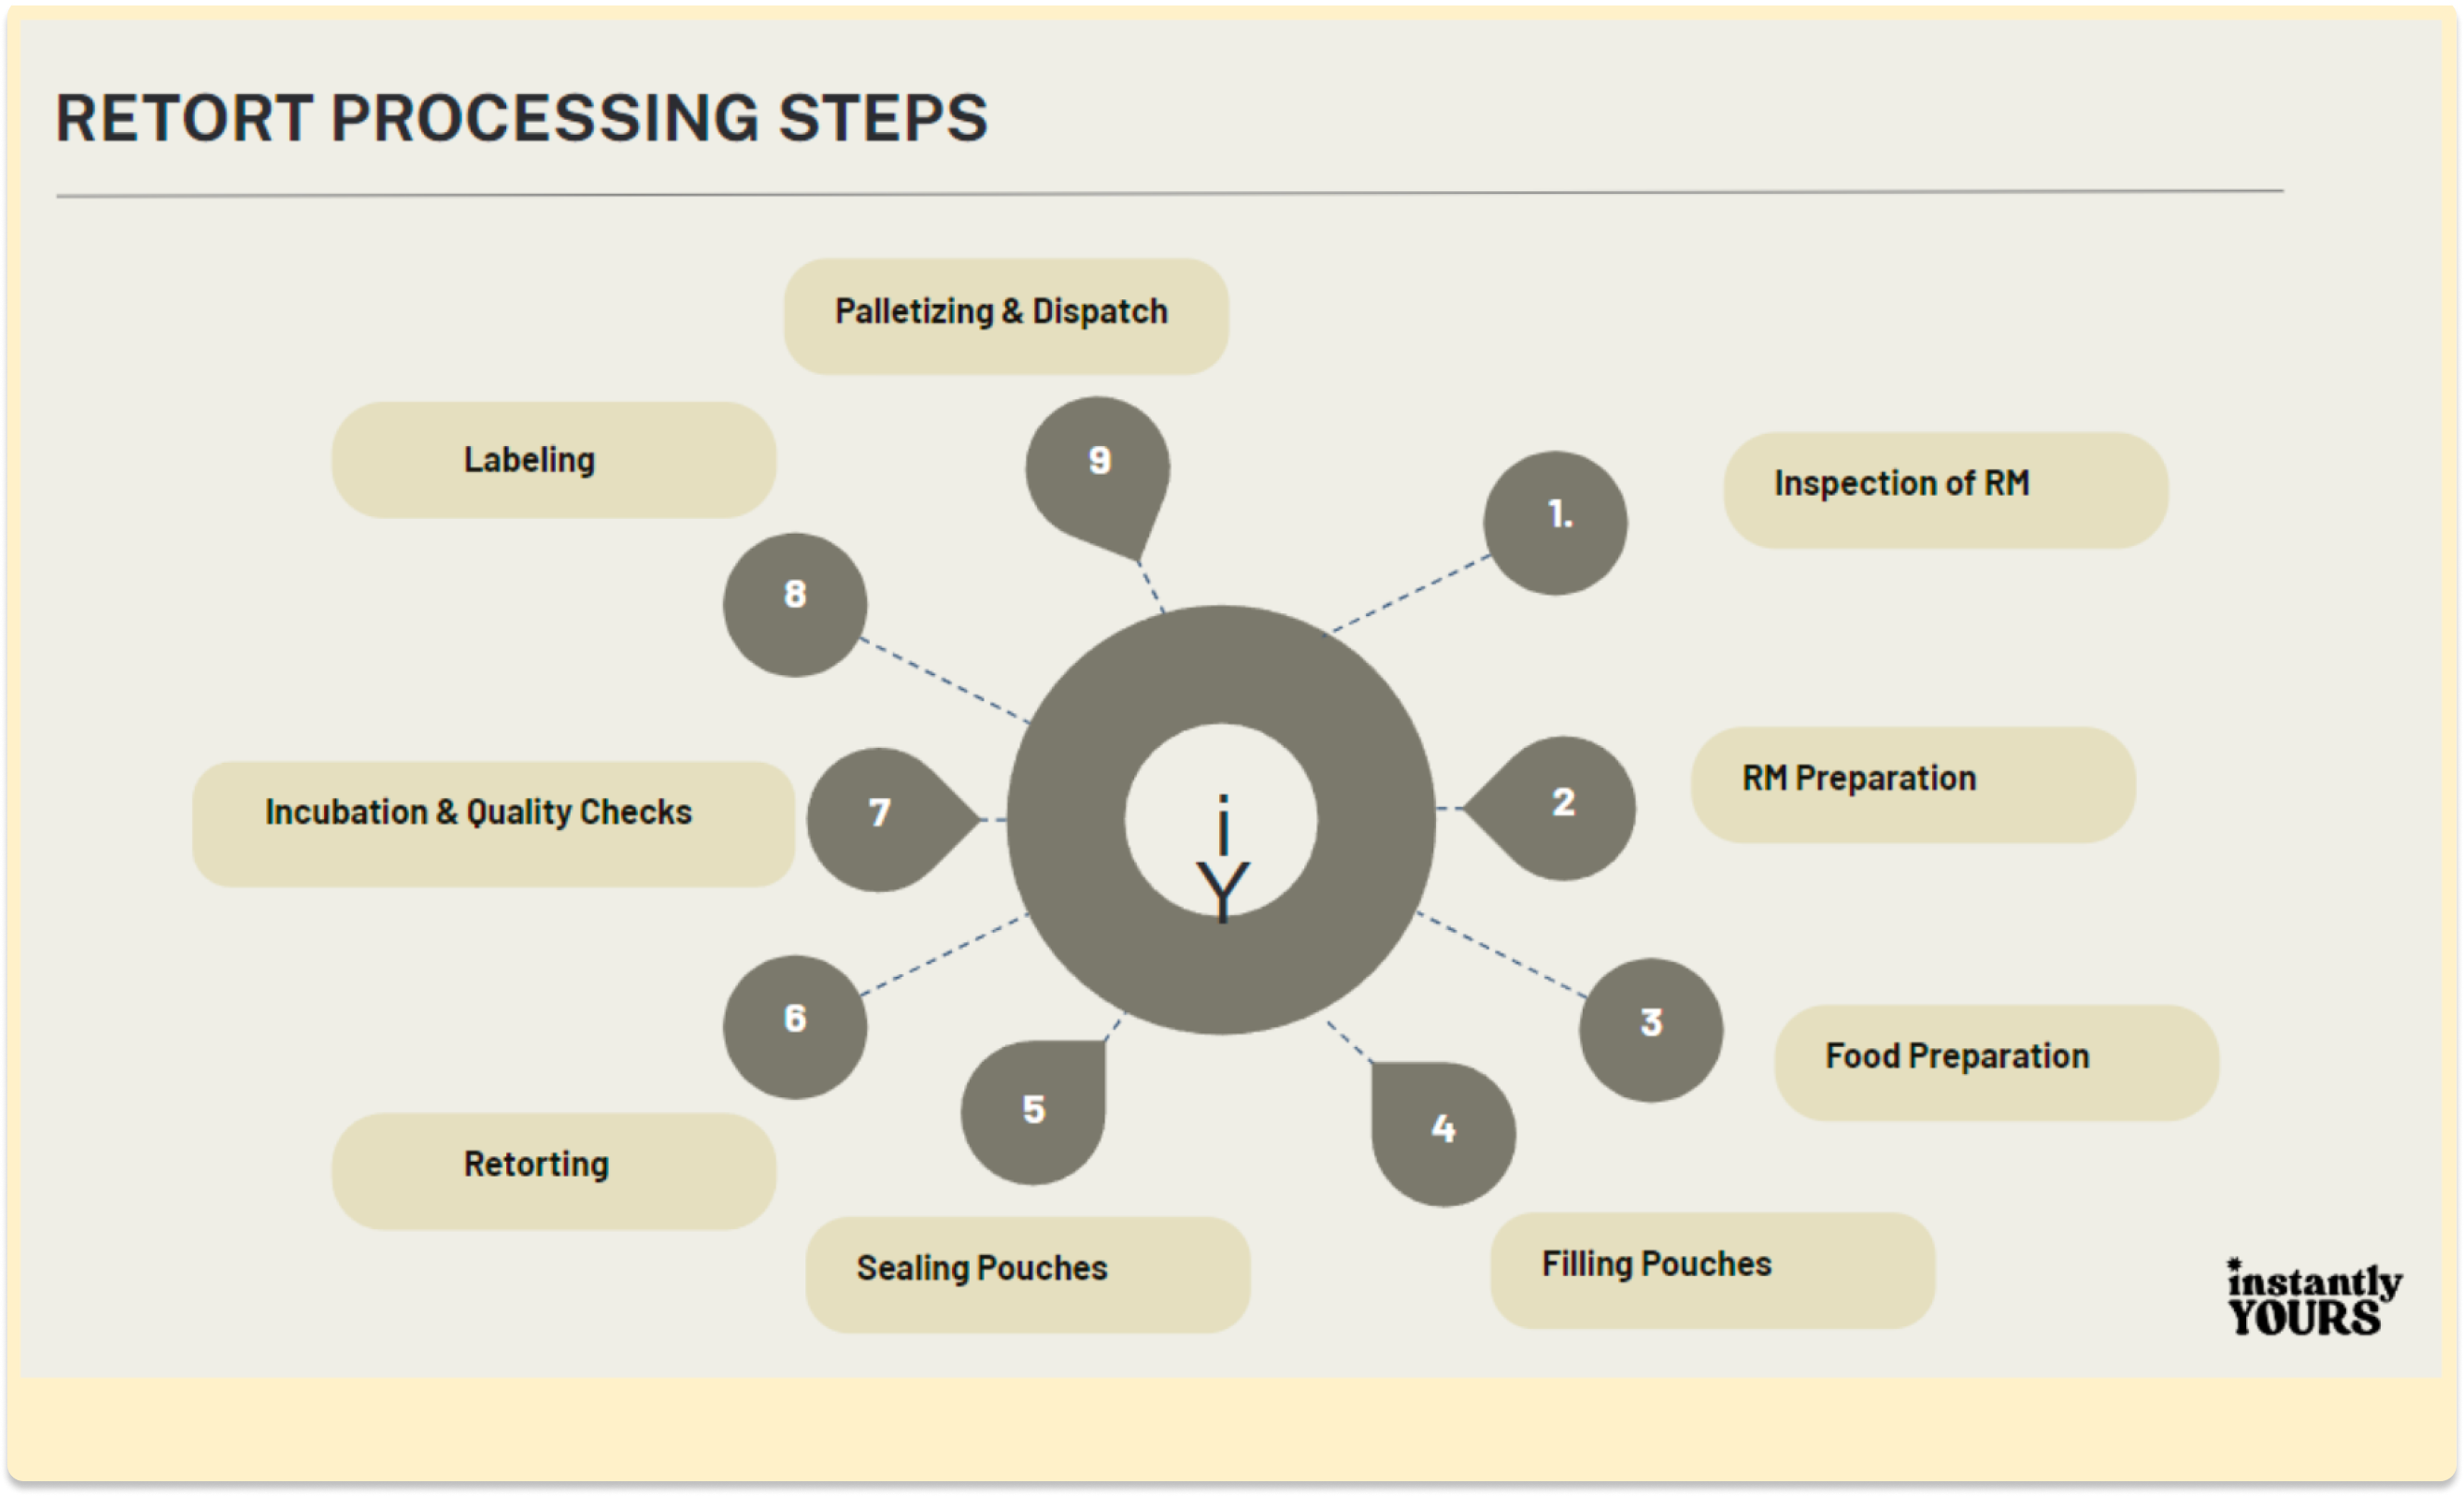 RETORT PROCESSING STEPS
Palletizing & Dispatch
Labeling
9
Inspection of RM
1.
8
RM Preparation
Incubation & Quality Checks
7
i
Y
2
6
3
Food Preparation
5
4
Retorting
Sealing Pouches
Filling Pouches
instantly
YOURS